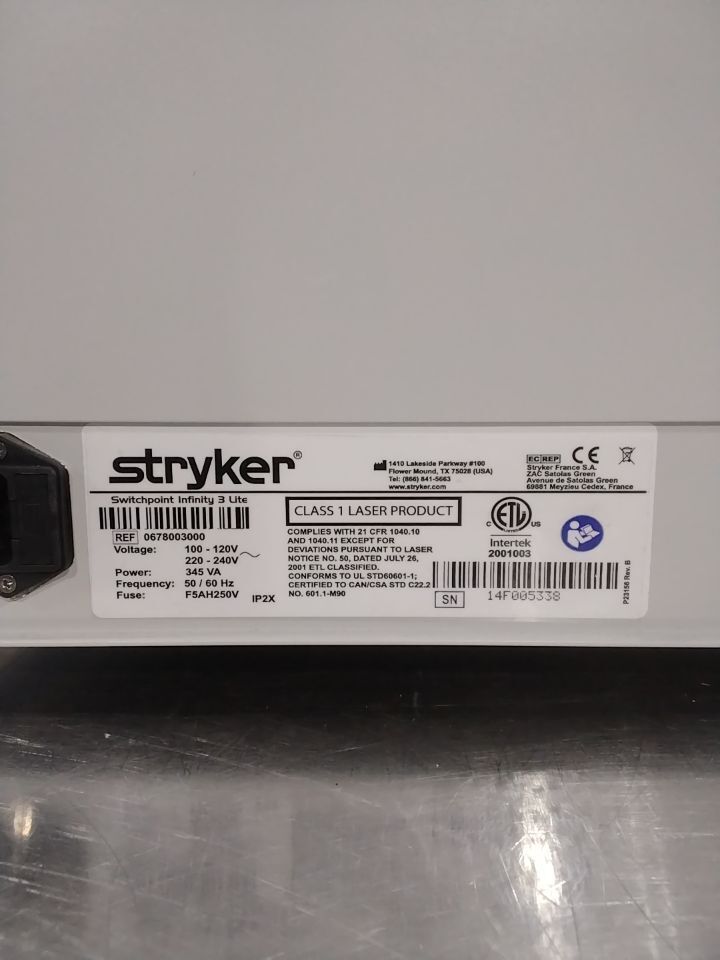 stryker®
1410 Lakeside Parkway #100
Flower Mound, TX 75028 (USA)
Tel: (866) 841-5663
www.stryker.com
EC REP
CE
Stryker France S.A.
ZAC Satolas Green
Avenue de Satolas Green
69881 Meyzieu Cedex, France
Switchpoint Infinity 3 Lite
REF 0678003000
Voltage: 100 - 120V~
220 - 240V
Power: 345 VA
Frequency: 50 / 60 Hz
Fuse: F5AH250V
IP2X
CLASS 1 LASER PRODUCT
COMPLIES WITH 21 CFR 1040.10
AND 1040.11 EXCEPT FOR
DEVIATIONS PURSUANT TO LASER
NOTICE NO. 50, DATED JULY 26,
2001 ETL CLASSIFIED.
CONFORMS TO UL STD60601-1;
CERTIFIED TO CAN/CSA STD C22.2
NO. 601.1-M90
C ETL US
Intertek
2001003
SN 14F005338
P23158 Rev. B